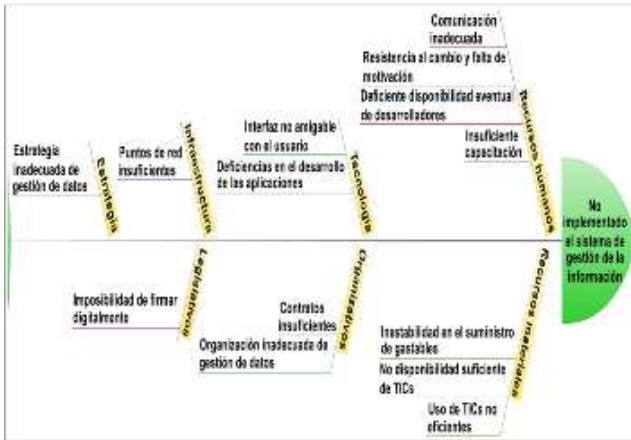 Comunicación
inadecuada
Resistencia al cambio y falta de
motivación
Deficiente disponibilidad eventual
de desarrolladores
Insuficiente
capacitación
Recursos humanos
Interfaz no amigable
con el usuario
Deficiencias en el desarrollo
de las aplicaciones
Tecnología
Puntos de red
insuficientes
Infraestructura
Estrategia
inadecuada de
gestión de datos
Estrategia
No
implementado
el sistema de
gestión de la
información
Imposibilidad de firmar
digitalmente
Legislativos
Contratos
insuficientes
Organización inadecuada de
gestión de datos
Organizativos
Inestabilidad en el suministro
de gastables
No disponibilidad suficiente
de TICs
Uso de TICs no
eficientes
Recursos materiales